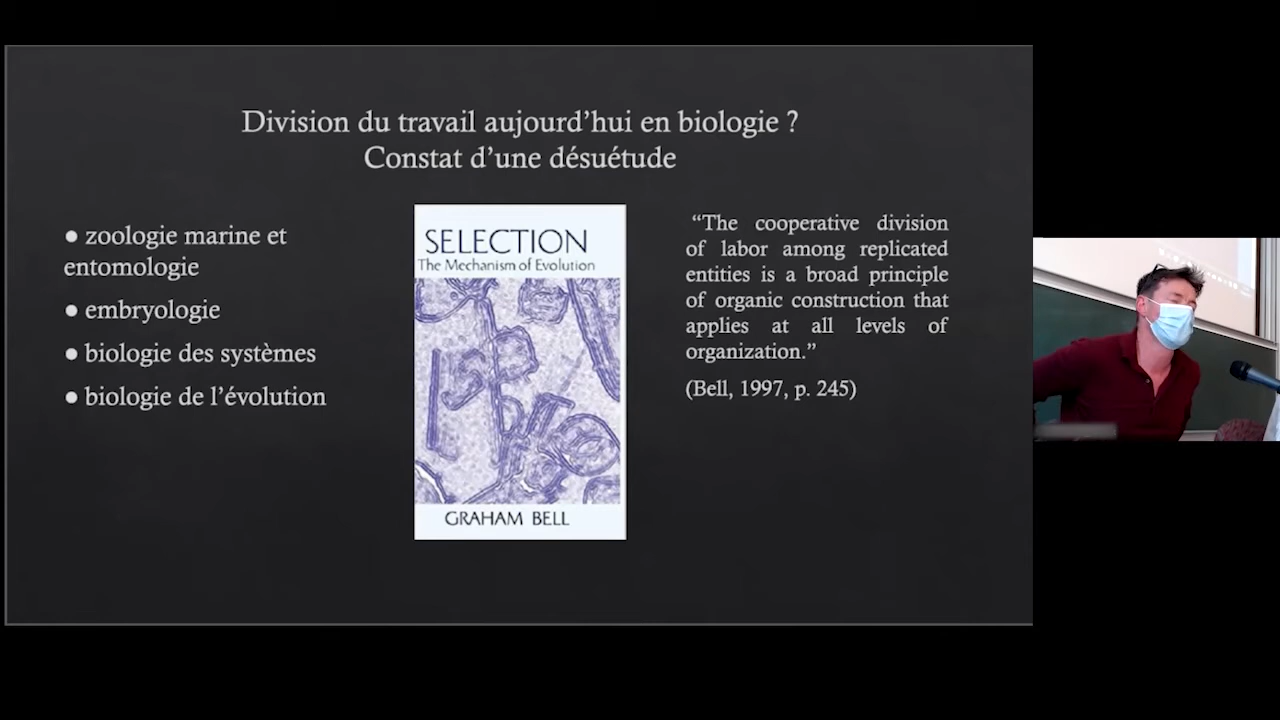 Division du travail aujourd’hui en biologie ?
Constat d’une désuétude
● zoologie marine et
entomologie
● embryologie
● biologie des systèmes
● biologie de l’évolution
SELECTION
The Mechanism of Evolution
GRAHAM BELL
“The cooperative division
of labor among replicated
entities is a broad principle
of organic construction that
applies at all levels of
organization.”
(Bell, 1997, p. 245)